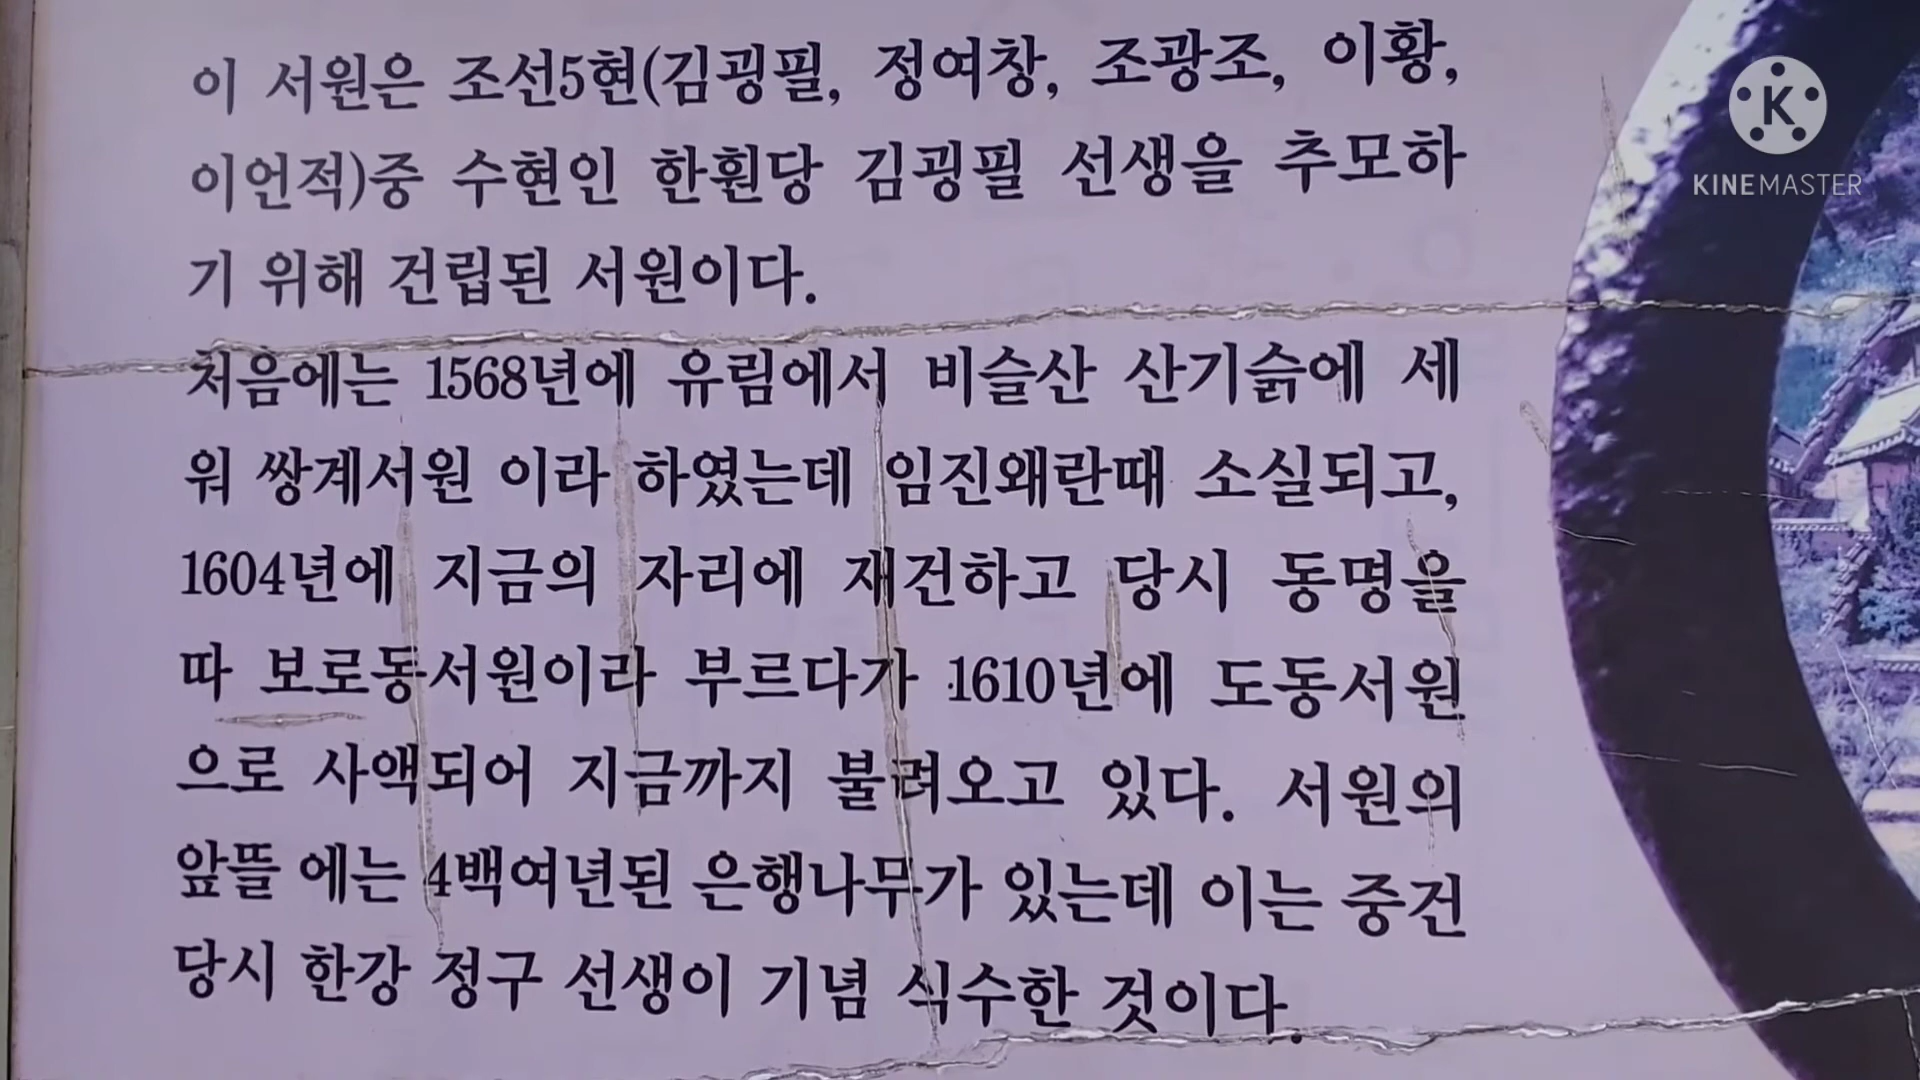 이 서원은 조선5현(김굉필, 정여창, 조광조, 이황,
이언적)중 수현인 한훤당 김굉필 선생을 추모하
기 위해 건립된 서원이다.
처음에는 1568년에 유림에서 비슬산 산기슭에 세
워 쌍계서원 이라 하였는데 임진왜란때 소실되고,
1604년에 지금의 자리에 재건하고 당시 동명을
따 보로동서원이라 부르다가 1610년에 도동서원
으로 사액되어 지금까지 불려오고 있다. 서원의
앞뜰 에는 4백여년된 은행나무가 있는데 이는 중건
당시 한강 정구 선생이 기념 식수한 것이다.
K
KINEMASTER